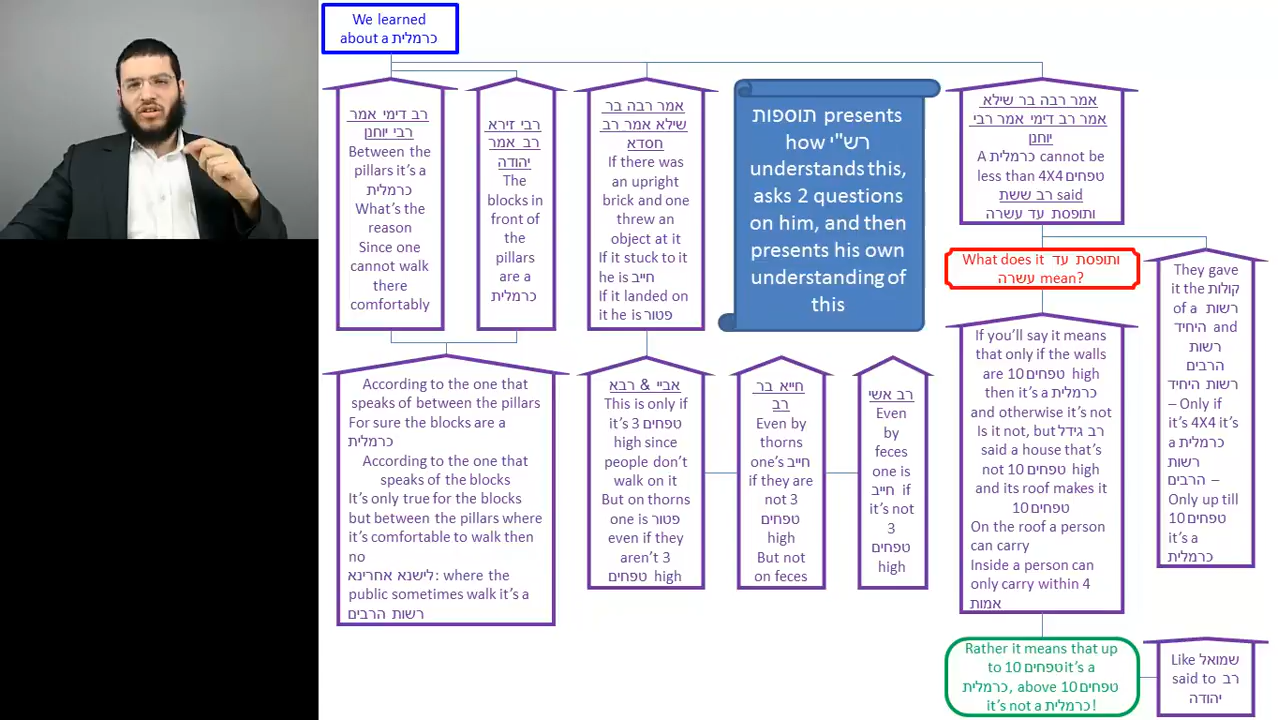 We learned
about a כרמלית
רב דימי אמר
רבי יוחנן
Between the
pillars it's a
כרמלית
What's the
reason
Since one
cannot walk
there
comfortably
רבי זירא
אמר רב
יהודה
The
blocks in
front of
the
pillars
are a
כרמלית
אמר רבה בר
שילא אמר רב
חסדא
If there was
an upright
brick and one
threw an
object at it
If it stuck to it
he is חייב
If it landed on
it he is פטור
תוספות presents
how רש"י
understands this,
asks 2 questions
on him, and then
presents his own
understanding of
this
אמר רבה בר שילא
אמר רב דימי אמר רבי
יוחנן
A כרמלית cannot be
less than 4X4 טפחים
רב ששת said
ותופסת עד עשרה
What does it ותופסת עד
עשרה mean?
They gave
it the קולות
of a רשות
היחיד and
רשות
הרבים
רשות היחיד
– Only if
it's 4X4 it's
a כרמלית
רשות
הרבים –
Only up till
10 טפחים
it's a
כרמלית
According to the one that
speaks of between the pillars
For sure the blocks are a
כרמלית
According to the one that
speaks of the blocks
It's only true for the blocks
but between the pillars where
it's comfortable to walk then
no
לישנא אחרינא: where the
public sometimes walk it's a
רשות הרבים
אביי & רבא
This is only if
it's 3 טפחים
high since
people don't
walk on it
But on thorns
one is פטור
even if they
aren't 3
טפחים high
חייא בר
רב
Even by
thorns
one's חייב
if they are
not 3
טפחים
high
But not
on feces
רב אשי
Even
by
feces
one is
חייב if
it's not
3
טפחים
high
If you'll say it means
that only if the walls
are 10 טפחים high
then it's a כרמלית
and otherwise it's not
Is it not, but רב גידל
said a house that's
not 10 טפחים high
and its roof makes it
10 טפחים
On the roof a person
can carry
Inside a person can
only carry within 4
אמות
Rather it means that up
to 10 טפחים it's a
כרמלית, above 10 טפחים
it's not a כרמלית!
Like שמואל
said to רב
יהודה